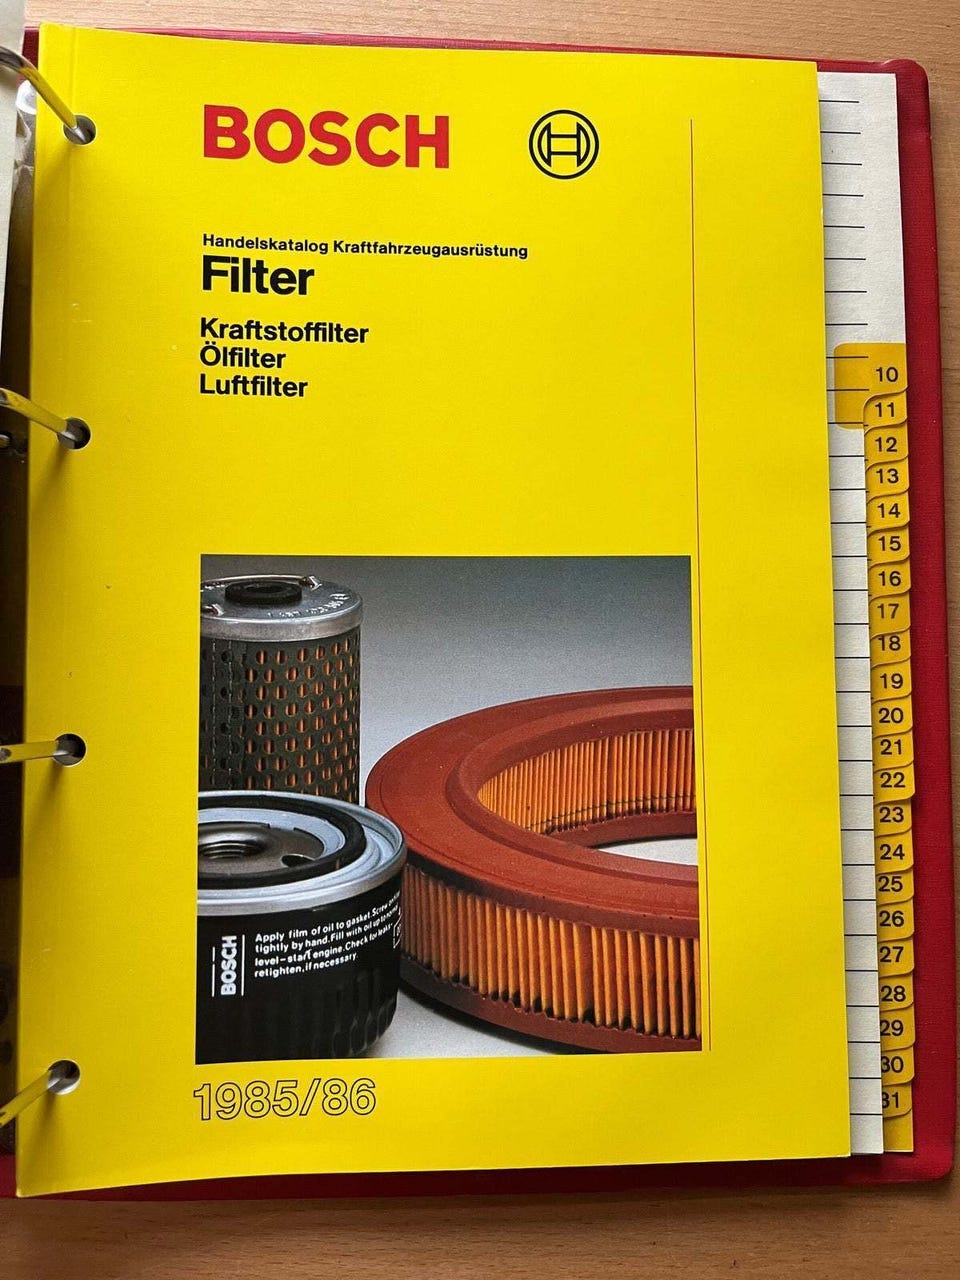 BOSCH
Handelskatalog Kraftfahrzeugausrüstung
Filter
Kraftstoffilter
Ölfilter
Luftfilter
BOSCH
Apply film of oil to gasket. Screw on
tightly by hand. Fill with oil up to
level-start engine. Check for leaks-
retighten, if necessary.
1985/86
10
11
12
13
14
15
16
17
18
19
20
21
22
23
24
25
26
27
28
29
30
31